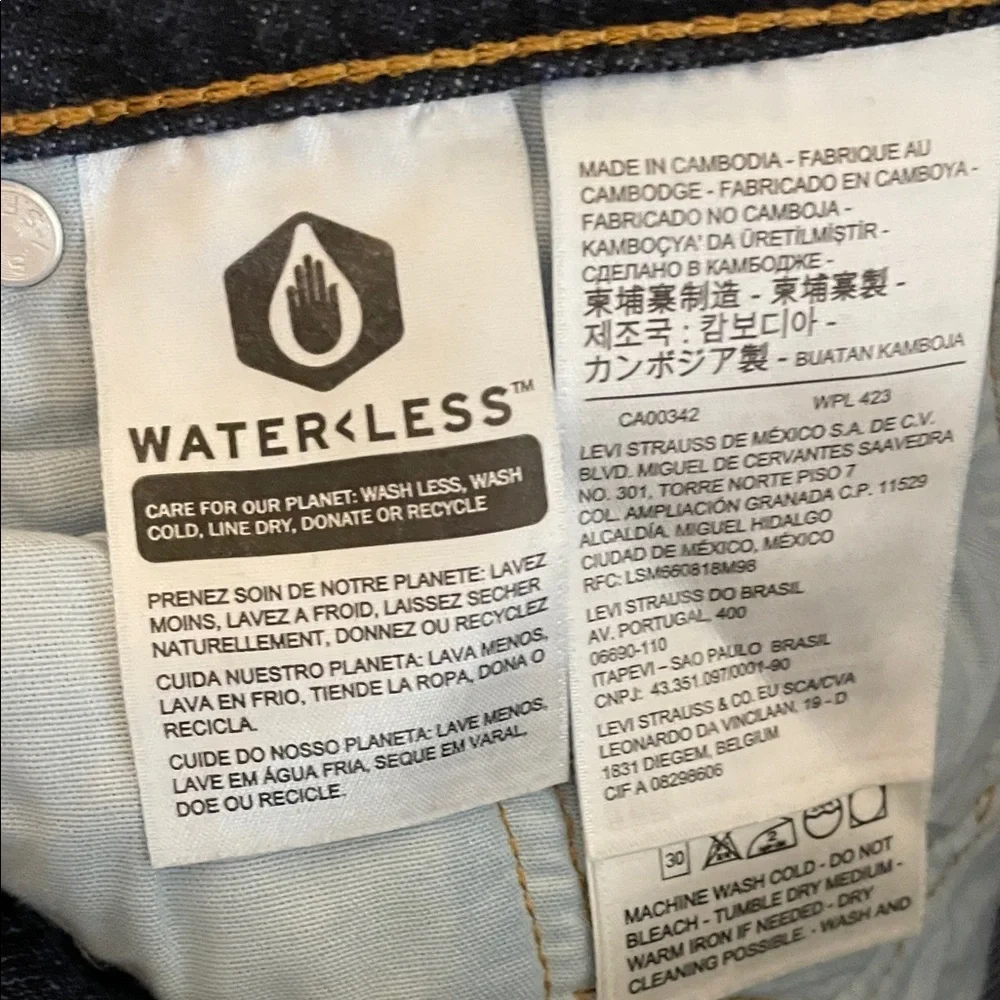 WATER<LESS™
CARE FOR OUR PLANET: WASH LESS, WASH
COLD, LINE DRY, DONATE OR RECYCLE
PRENEZ SOIN DE NOTRE PLANETE: LAVEZ
MOINS, LAVEZ A FROID, LAISSEZ SECHER
NATURELLEMENT, DONNEZ OU RECYCLEZ
CUIDA NUESTRO PLANETA: LAVA MENOS,
LAVA EN FRIO, TIENDE LA ROPA, DONA O
RECICLA.
CUIDE DO NOSSO PLANETA: LAVE MENOS,
LAVE EM ÁGUA FRIA, SEQUE EM VARAL,
DOE OU RECICLE.
MADE IN CAMBODIA - FABRIQUE AU
CAMBODGE - FABRICADO EN CAMBOYA -
FABRICADO NO CAMBOJA -
KAMBOÇYA' DA ÜRETİLMİŞTİR -
СДЕЛАНО В КАМБОДЖЕ -
柬埔寨制造 - 柬埔寨製 -
제조국 : 캄보디아 -
カンボジア製 - BUATAN KAMBOJA
CA00342 WPL 423
LEVI STRAUSS DE MÉXICO S.A. DE C.V.
BLVD. MIGUEL DE CERVANTES SAAVEDRA
NO. 301, TORRE NORTE PISO 7
COL. AMPLIACIÓN GRANADA C.P. 11529
ALCALDÍA. MIGUEL HIDALGO
CIUDAD DE MÉXICO, MÉXICO
RFC: LSM660818M98
LEVI STRAUSS DO BRASIL
AV. PORTUGAL, 400
06690-110
ITAPEVI – SAO PAULO BRASIL
CNPJ: 43.351.097/0001-90
LEVI STRAUSS & CO. EU SCA/CVA
LEONARDO DA VINCILAAN. 19 - D
1831 DIEGEM, BELGIUM
CIF A 08298606
30 2
MACHINE WASH COLD - DO NOT
BLEACH - TUMBLE DRY MEDIUM -
WARM IRON IF NEEDED - DRY
CLEANING POSSIBLE. - WASH AND